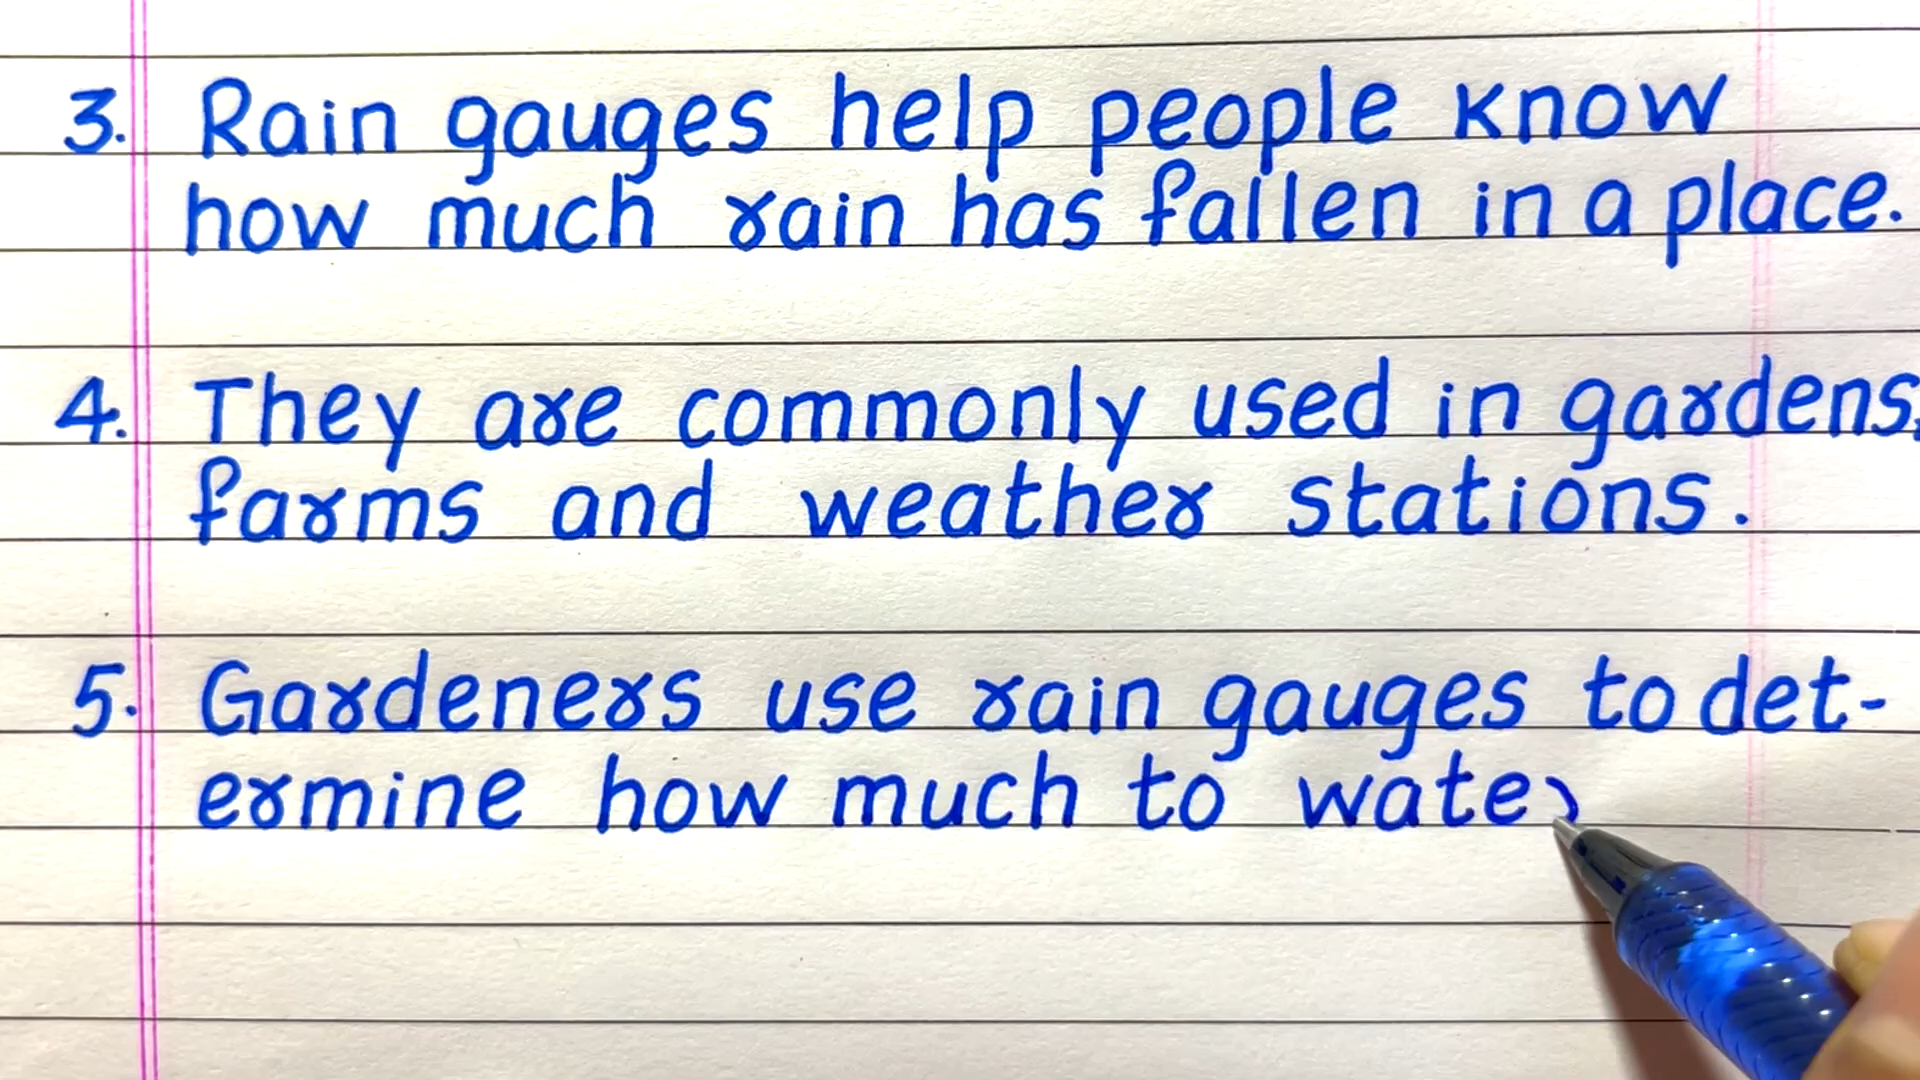 3. Rain gauges help people know
how much rain has fallen in a place.
4. They are commonly used in gardens,
farms and weather stations.
5. Gardeners use rain gauges to det-
ermine how much to